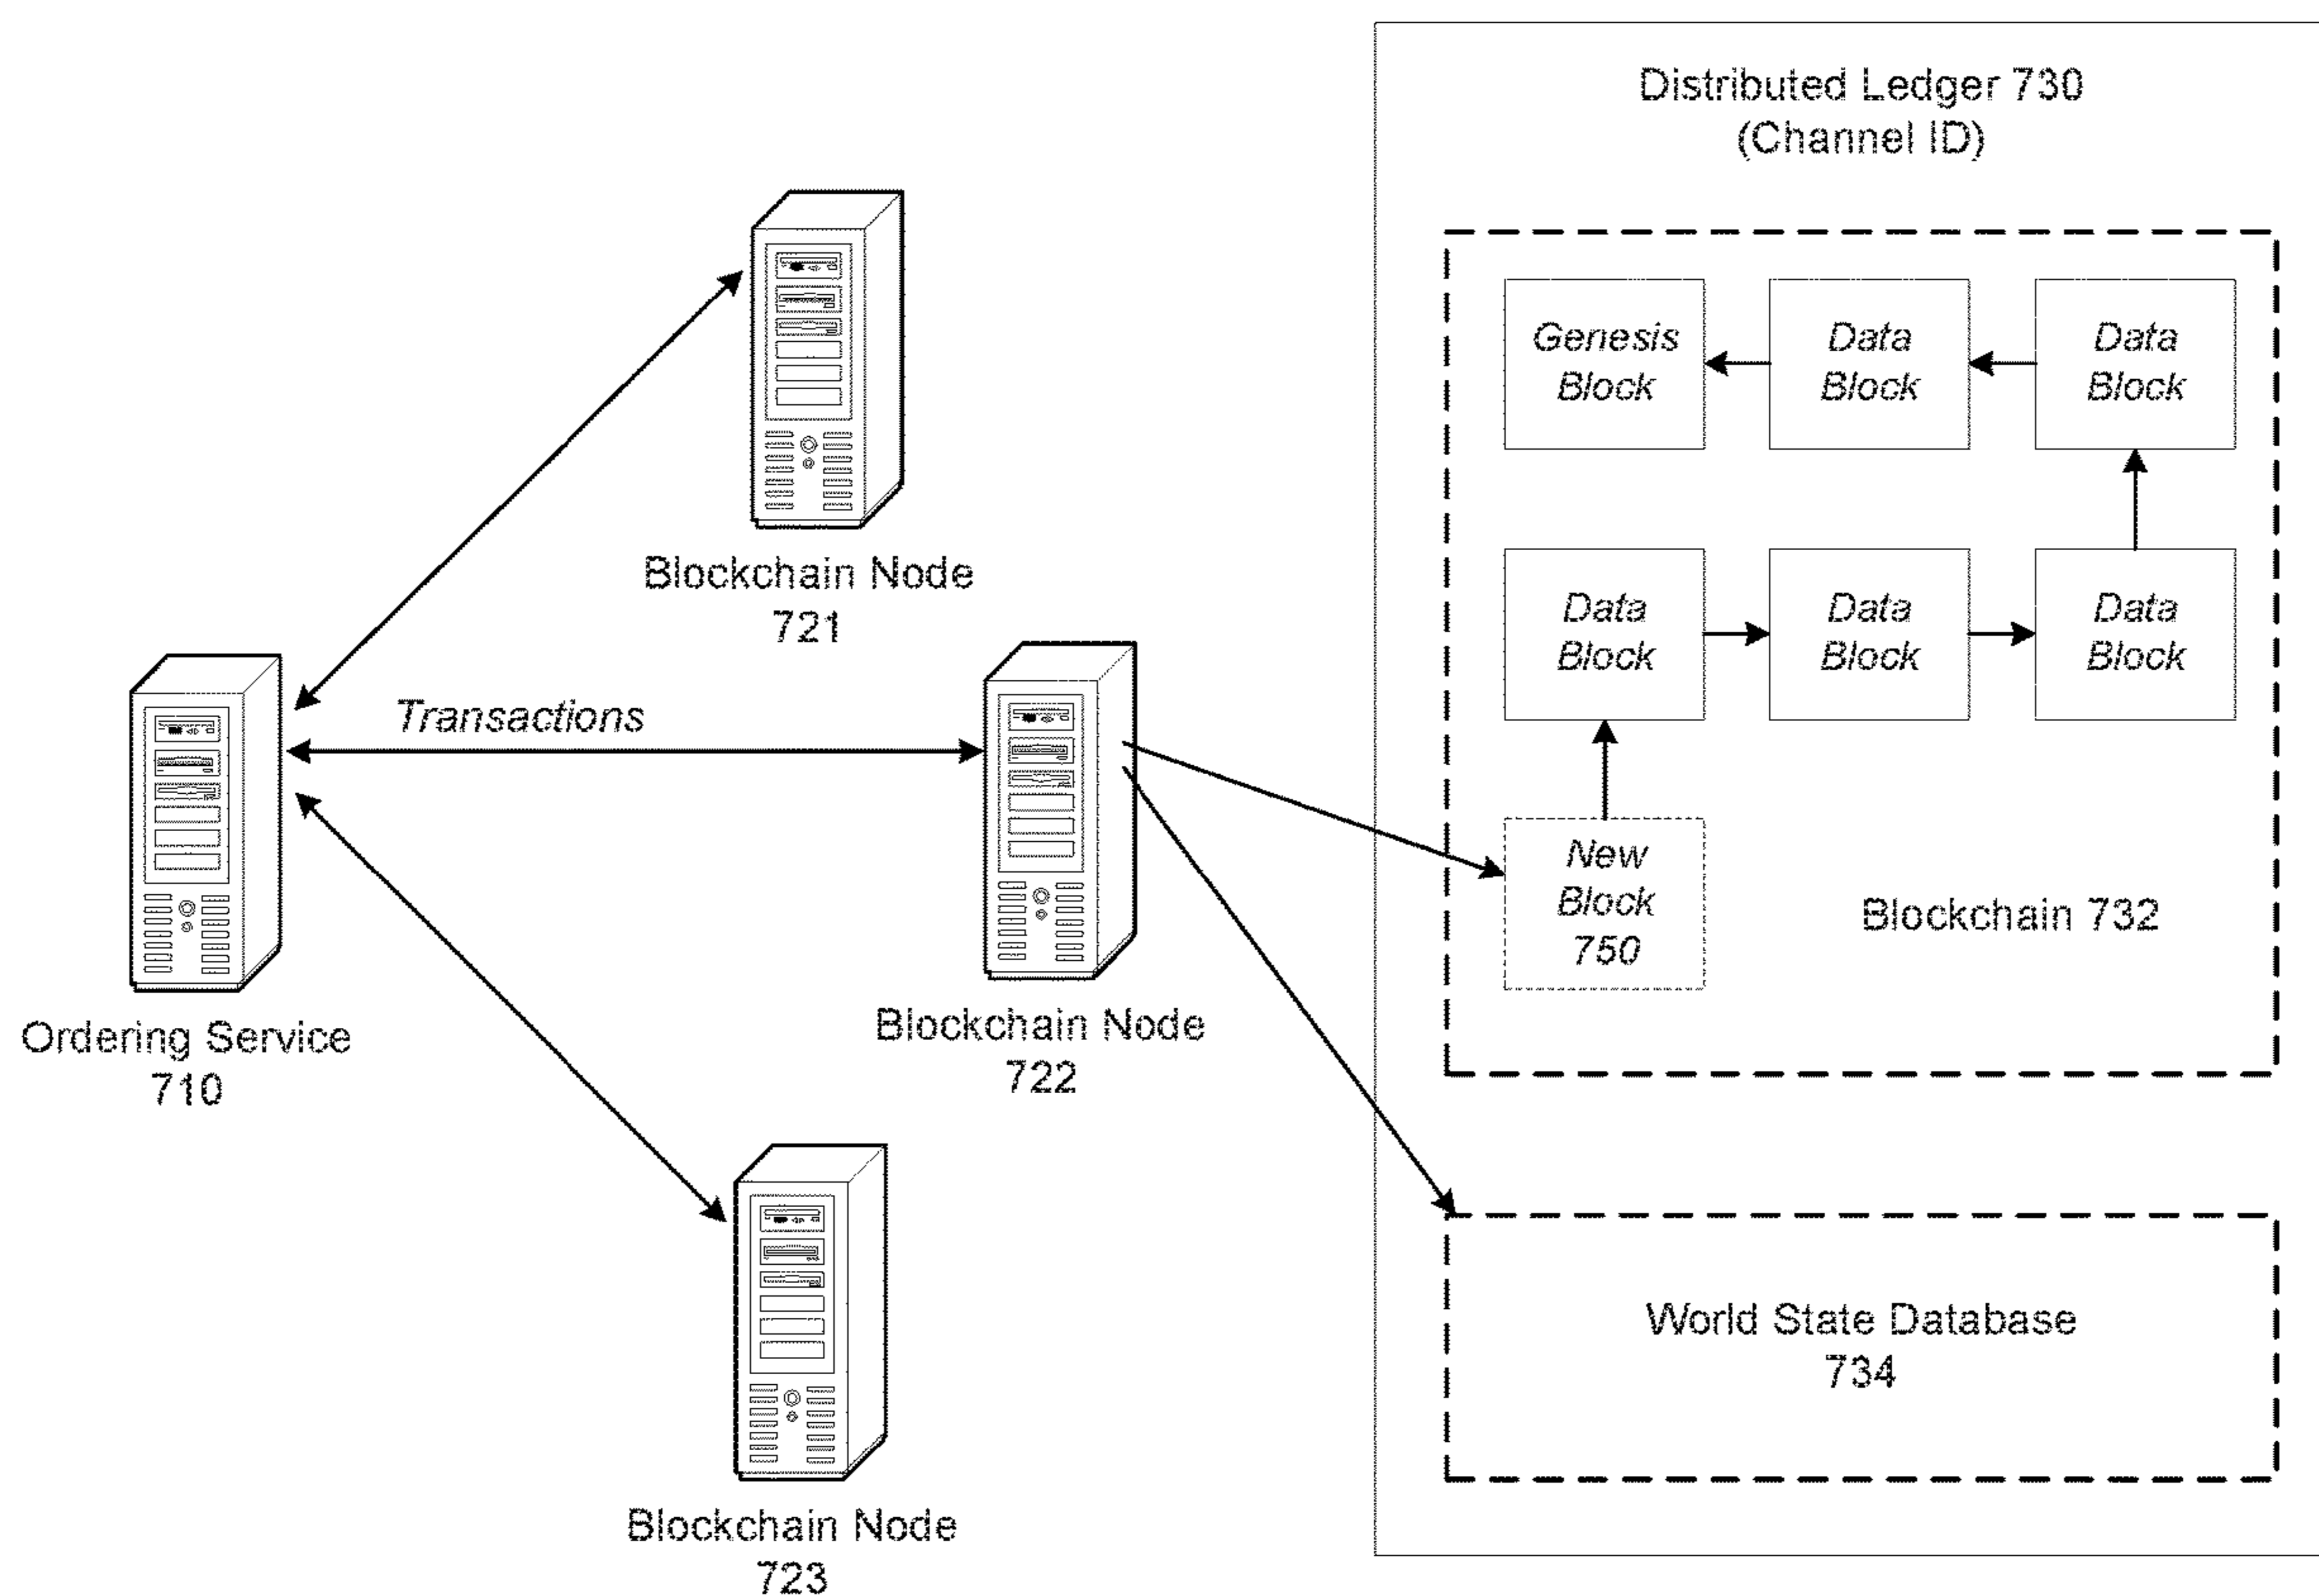 Distributed Ledger 730
(Channel ID)
Genesis
Block
Data
Block
Data
Block
Blockchain Node
721
Data
Block
Data
Block
Data
Block
Transactions
New
Block
750
Blockchain 732
Ordering Service
710
Blockchain Node
722
World State Database
734
Blockchain Node
723